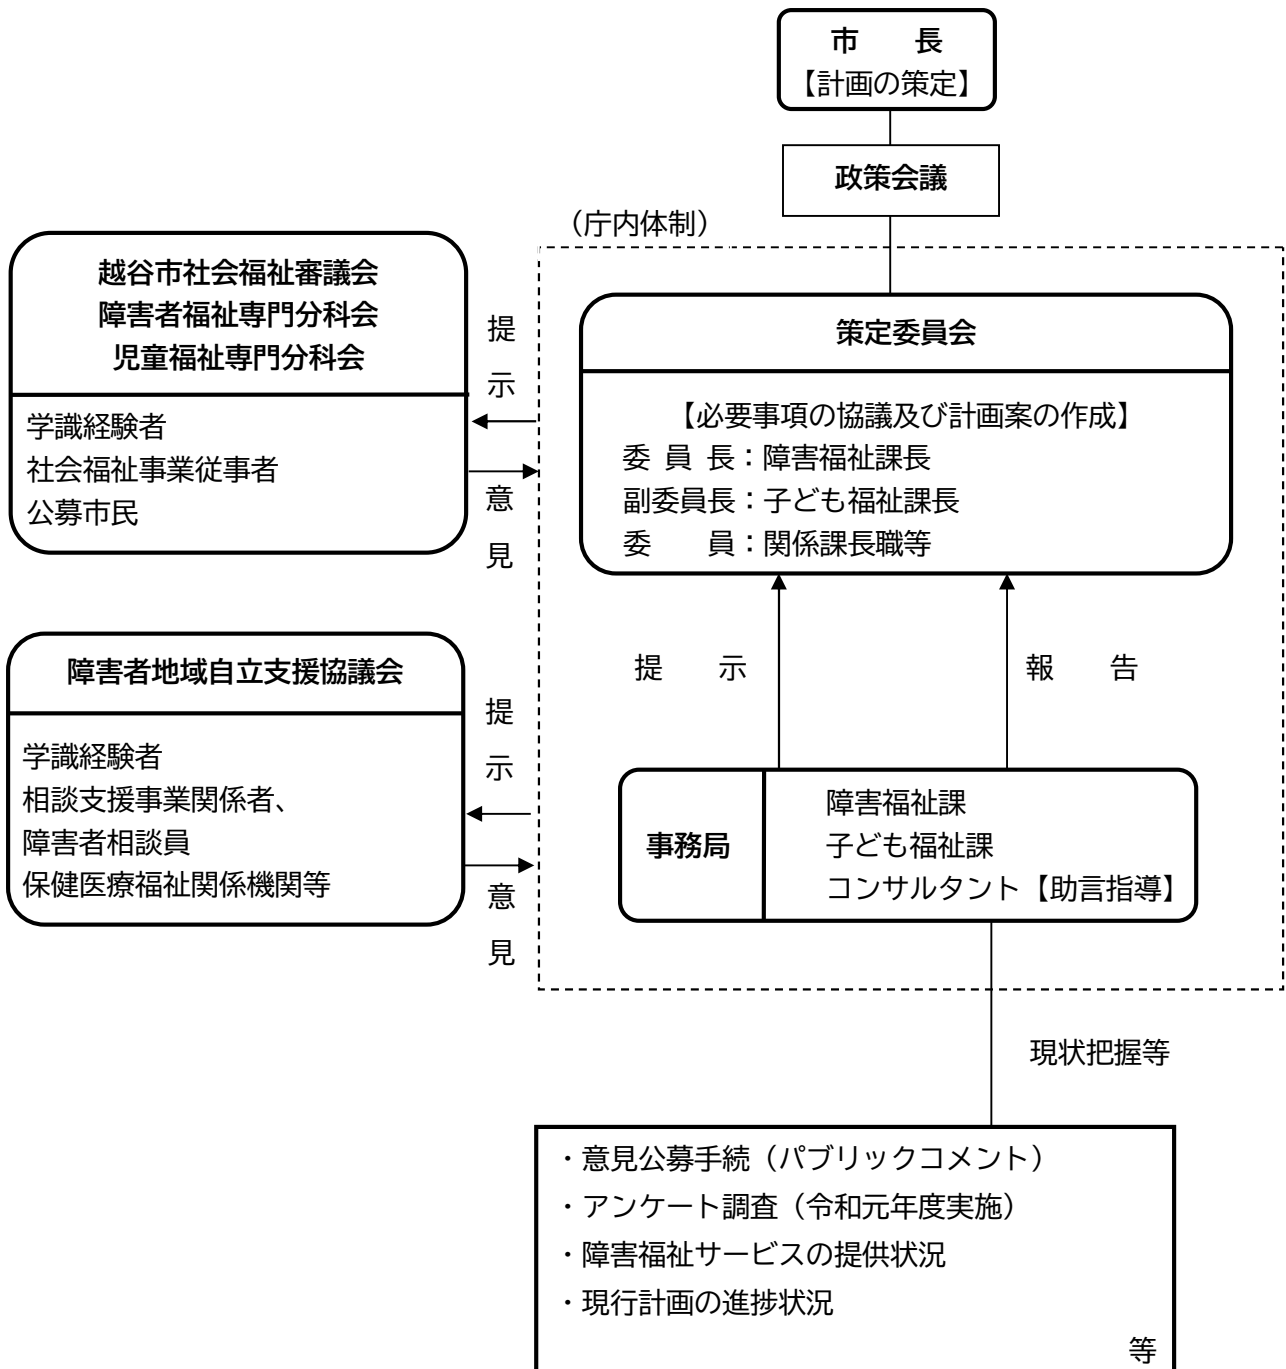 市　　長
【計画の策定】
政策会議
（庁内体制）
越谷市社会福祉審議会
障害者福祉専門分科会
児童福祉専門分科会
学識経験者
社会福祉事業従事者
公募市民
提示
意見
策定委員会
【必要事項の協議及び計画案の作成】
委 員 長：障害福祉課長
副委員長：子ども福祉課長
委　　員：関係課長職等
障害者地域自立支援協議会
学識経験者
相談支援事業関係者、
障害者相談員
保健医療福祉関係機関等
提示
意見
提　　示
報　　告
事務局
障害福祉課
子ども福祉課
コンサルタント【助言指導】
現状把握等
・意見公募手続（パブリックコメント）
・アンケート調査（令和元年度実施）
・障害福祉サービスの提供状況
・現行計画の進捗状況
等